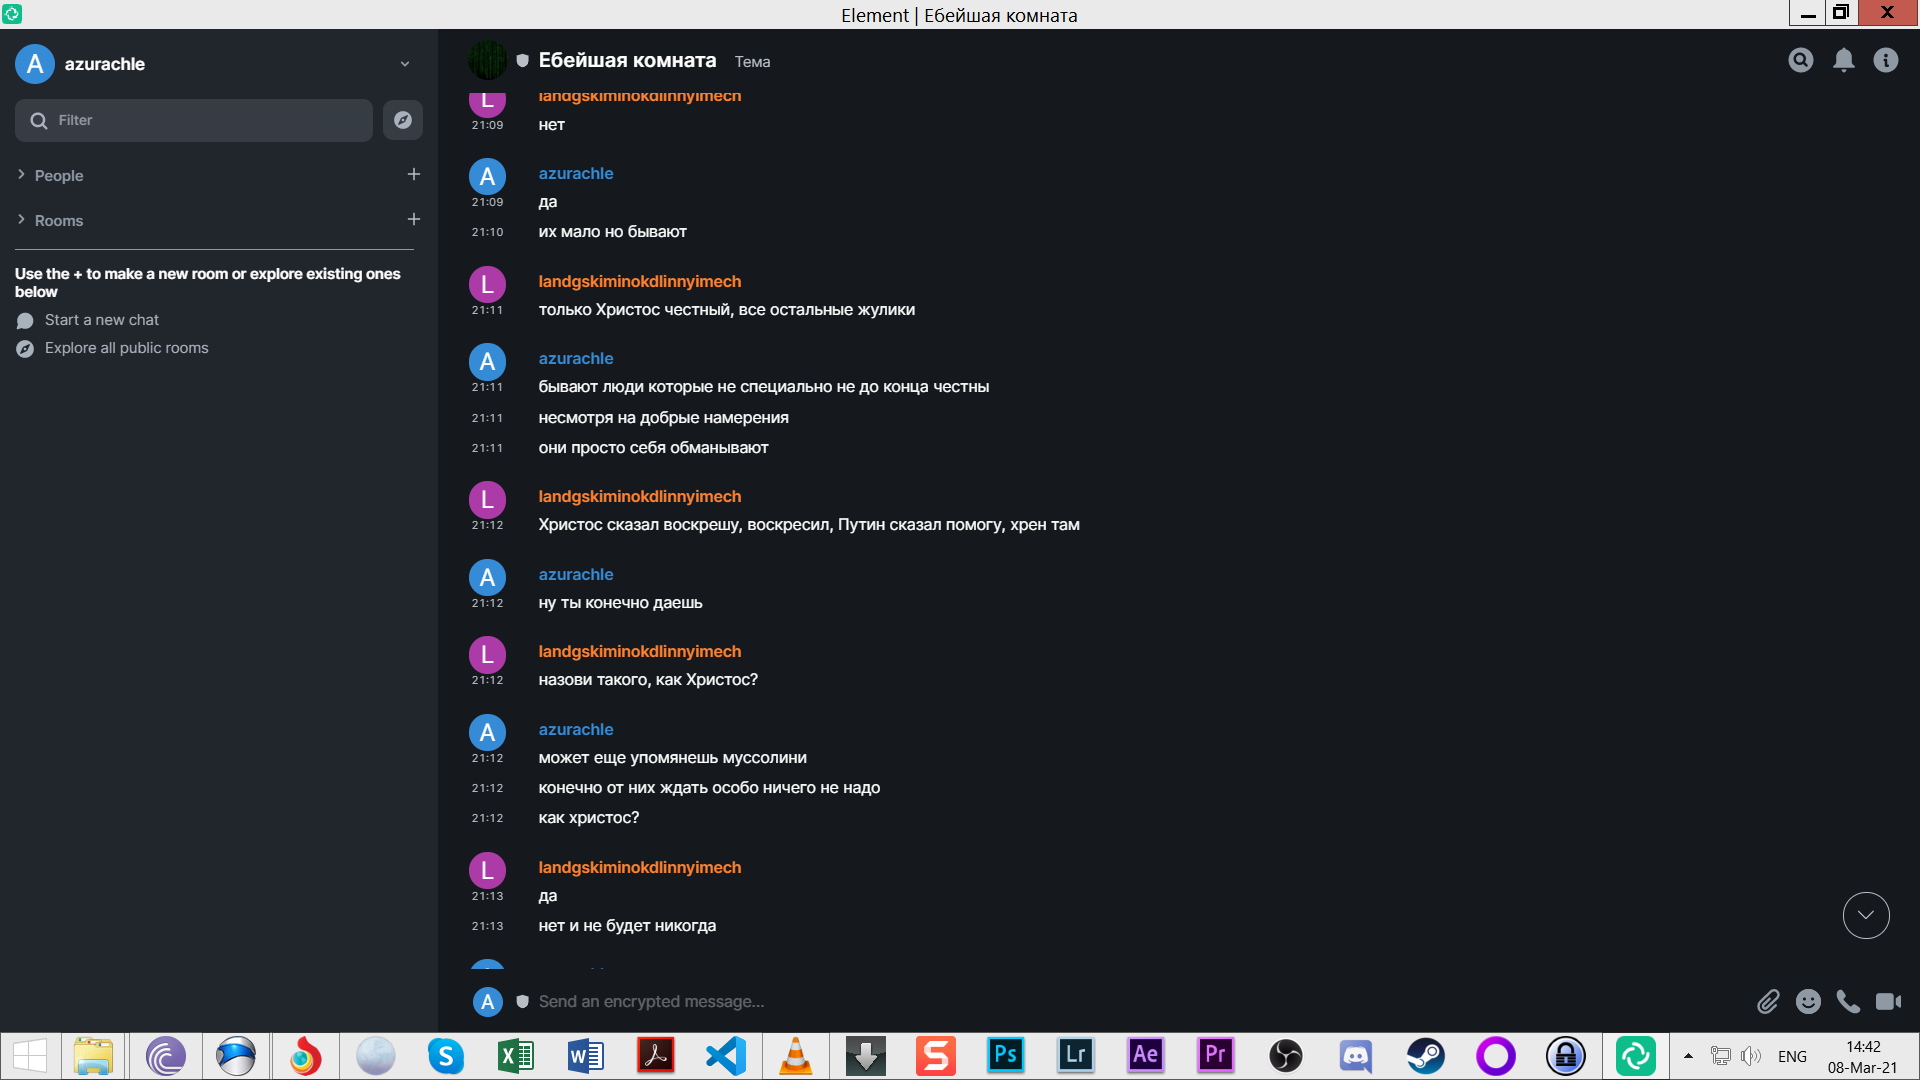 Element | Ебейшая комната
A azurachle
Filter
People
Rooms
Use the + to make a new room or explore existing ones
below
Start a new chat
Explore all public rooms
Ебейшая комната Тема
L landgskiminokdlinnyimech
21:09 нет
A azurachle
21:09 да
21:10 их мало но бывают
L landgskiminokdlinnyimech
21:11 только Христос честный, все остальные жулики
A azurachle
21:11 бывают люди которые не специально не до конца честны
21:11 несмотря на добрые намерения
21:11 они просто себя обманывают
L landgskiminokdlinnyimech
21:12 Христос сказал воскрешу, воскресил, Путин сказал помогу, хрен там
A azurachle
21:12 ну ты конечно даешь
L landgskiminokdlinnyimech
21:12 назови такого, как Христос?
A azurachle
21:12 может еще упомянешь муссолини
21:12 конечно от них ждать особо ничего не надо
21:12 как христос?
L landgskiminokdlinnyimech
21:13 да
21:13 нет и не будет никогда
A Send an encrypted message...
Ps Lr Ae Pr
ENG
14:42
08-Mar-21